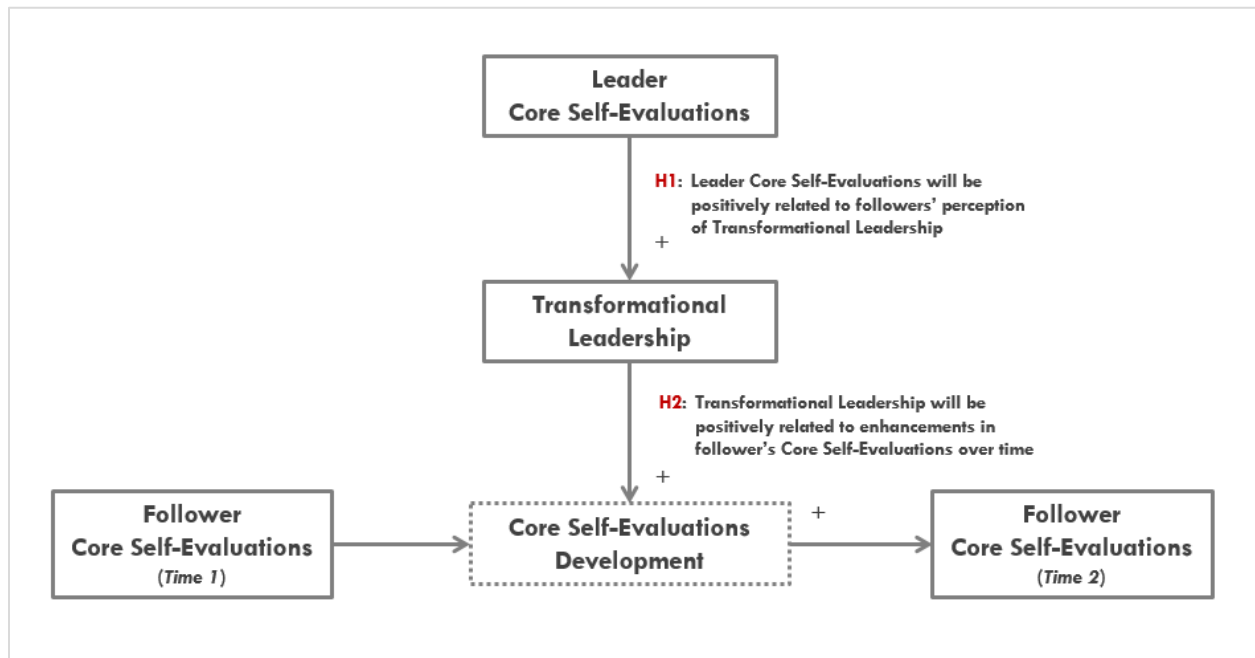 Leader
Core Self-Evaluations
H1: Leader Core Self-Evaluations will be
positively related to followers' perception
of Transformational Leadership
+
Transformational
Leadership
H2: Transformational Leadership will be
positively related to enhancements in
follower's Core Self-Evaluations over time
+
Follower
Core Self-Evaluations
(Time 1)
Core Self-Evaluations
Development
+
Follower
Core Self-Evaluations
(Time 2)